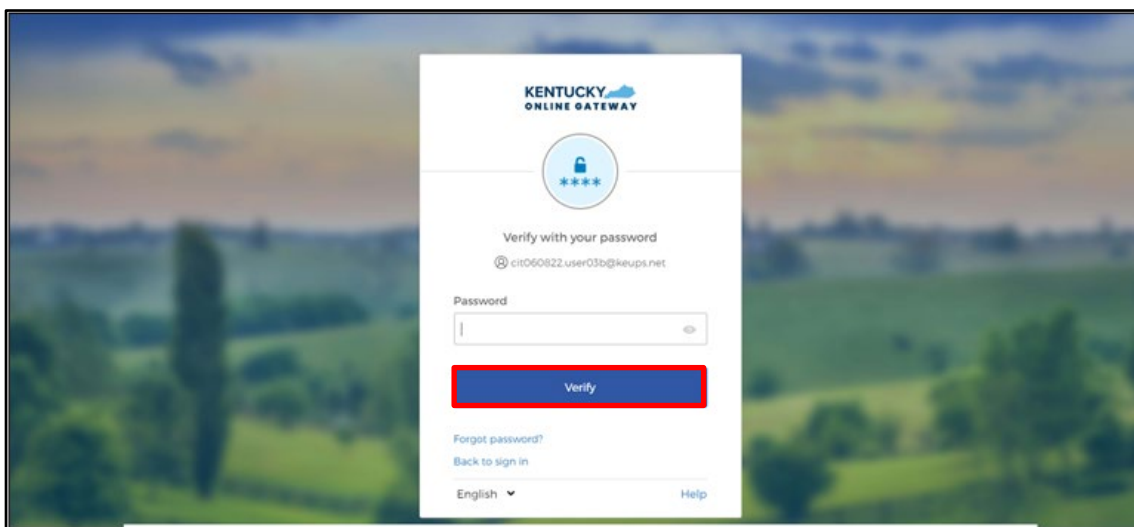 KENTUCKY
ONLINE GATEWAY
****
Verify with your password
cit060822.user03b@keups.net
Password
Verify
Forgot password?
Back to sign in
English
Help